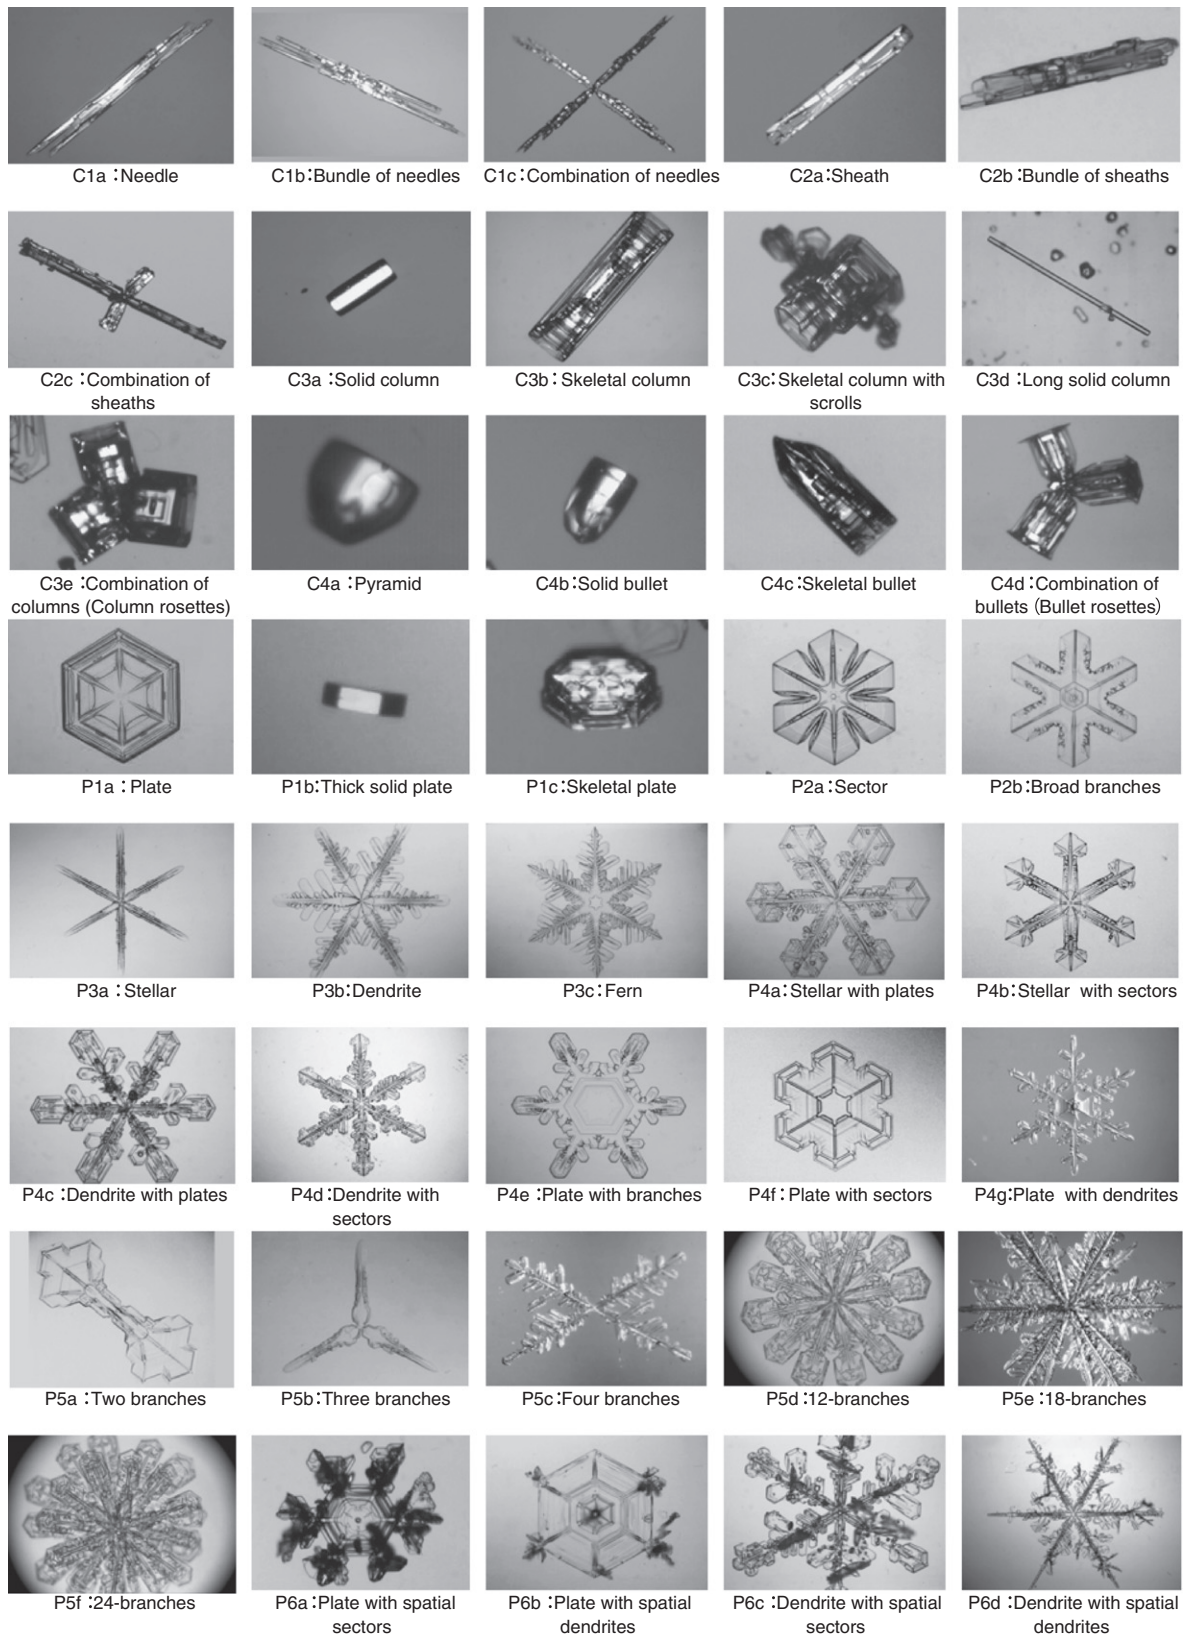 C1a：Needle
C1b:Bundle of needles
C1c:Combination of needles
C2a:Sheath
C2b:Bundle of sheaths
C2c：Combination of
sheaths
C3a：Solid column
C3b：Skeletal column
C3c:Skeletal column with
scrolls
C3d：Long solid column
C3e：Combination of
columns (Column rosettes)
C4a：Pyramid
C4b:Solid bullet
C4c:Skeletal bullet
C4d:Combination of
bullets (Bullet rosettes)
P1a：Plate
P1b:Thick solid plate
P1c:Skeletal plate
P2a:Sector
P2b:Broad branches
P3a：Stellar
P3b:Dendrite
P3c：Fern
P4a：Stellar with plates
P4b:Stellar with sectors
P4c：Dendrite with plates
P4d：Dendrite with
sectors
P4e：Plate with branches
P4f：Plate with sectors
P4g:Plate with dendrites
P5a：Two branches
P5b:Three branches
P5c:Four branches
P5d:12-branches
P5e：18-branches
P5f：24-branches
P6a：Plate with spatial
sectors
P6b：Plate with spatial
dendrites
P6c：Dendrite with spatial
sectors
P6d：Dendrite with spatial
dendrites